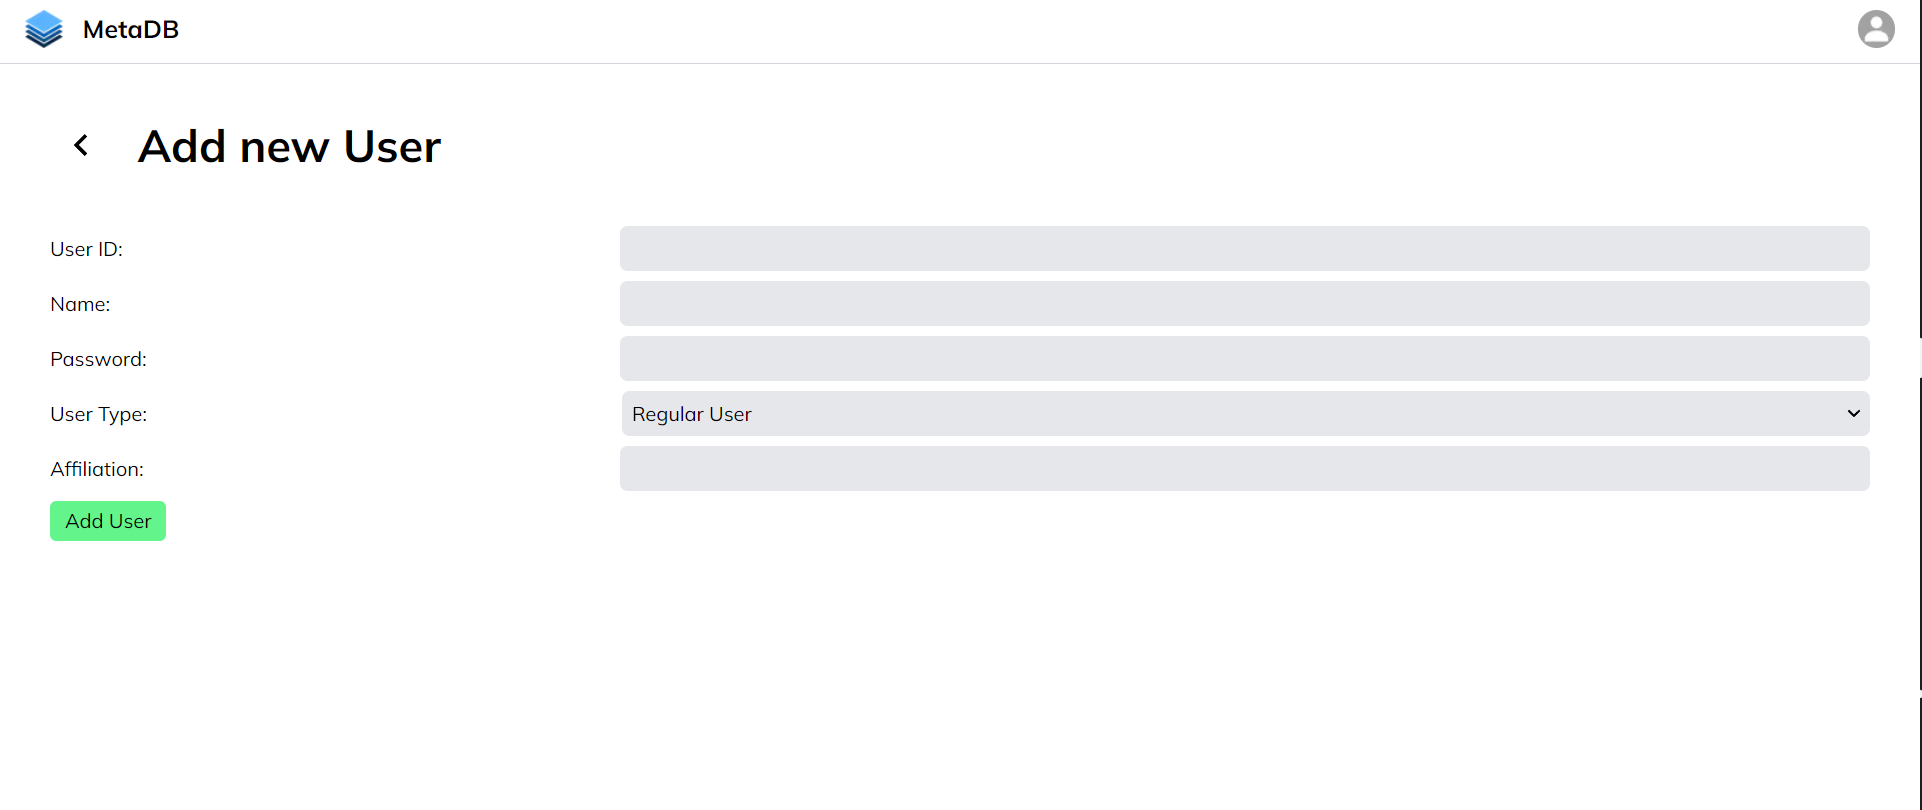 MetaDB
Add new User
User ID:
Name:
Password:
User Type:
Regular User
Affiliation:
Add User